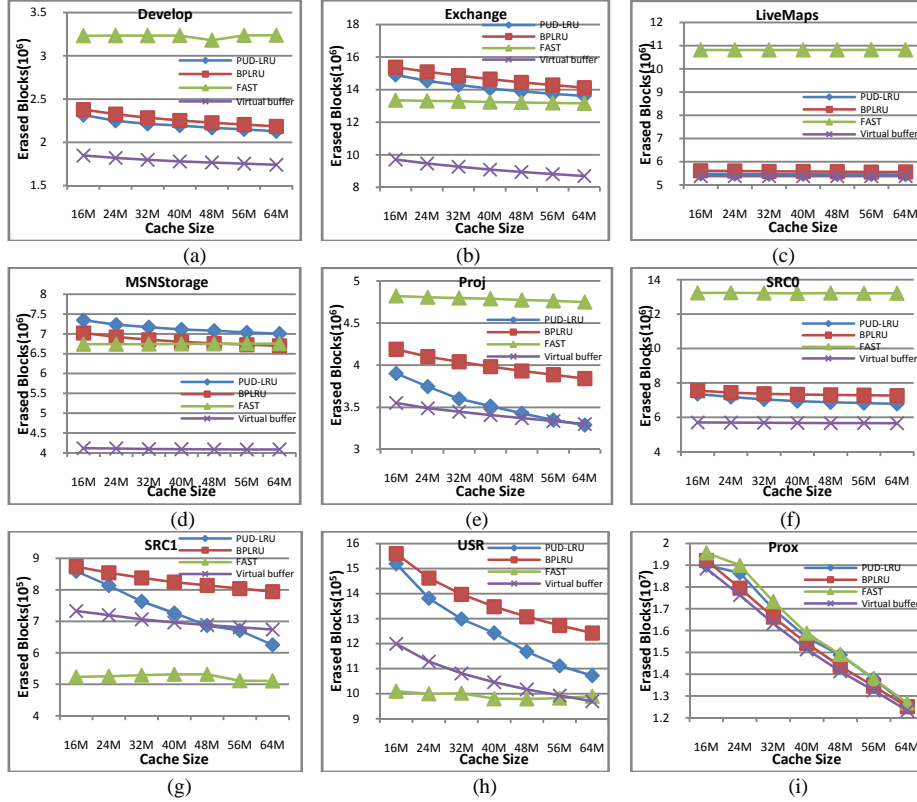 Develop
Erased Blocks(10⁶)
3.5
3
2.5
2
1.5
PUD-LRU
BPLRU
FAST
Virtual buffer
16M 24M 32M 40M 48M 56M 64M
Cache Size
(a)
Exchange
Erased Blocks(10⁶)
18
16
14
12
10
8
PUD-LRU
BPLRU
FAST
Virtual buffer
16M 24M 32M 40M 48M 56M 64M
Cache Size
(b)
LiveMaps
Erased Blocks(10⁶)
12
11
10
9
8
7
6
5
PUD-LRU
BPLRU
FAST
Virtual buffer
16M 24M 32M 40M 48M 56M 64M
Cache Size
(c)
MSNStorage
Erased Blocks(10⁶)
8
7.5
7
6.5
6
5.5
5
4.5
4
PUD-LRU
BPLRU
FAST
Virtual buffer
16M 24M 32M 40M 48M 56M 64M
Cache Size
(d)
Proj
Erased Blocks(10⁶)
5
4.5
4
3.5
3
PUD-LRU
BPLRU
FAST
Virtual buffer
16M 24M 32M 40M 48M 56M 64M
Cache Size
(e)
SRC0
Erased Blocks(10⁶)
14
12
10
8
6
4
PUD-LRU
BPLRU
FAST
Virtual buffer
16M 24M 32M 40M 48M 56M 64M
Cache Size
(f)
SRC1
Erased Blocks(10⁵)
9
8
7
6
5
4
PUD-LRU
BPLRU
FAST
Virtual buffer
16M 24M 32M 40M 48M 56M 64M
Cache Size
(g)
USR
Erased Blocks(10⁵)
16
15
14
13
12
11
10
9
PUD-LRU
BPLRU
FAST
Virtual buffer
16M 24M 32M 40M 48M 56M 64M
Cache Size
(h)
Prox
Erased Blocks(10⁷)
2
1.9
1.8
1.7
1.6
1.5
1.4
1.3
1.2
PUD-LRU
BPLRU
FAST
Virtual buffer
16M 24M 32M 40M 48M 56M 64M
Cache Size
(i)